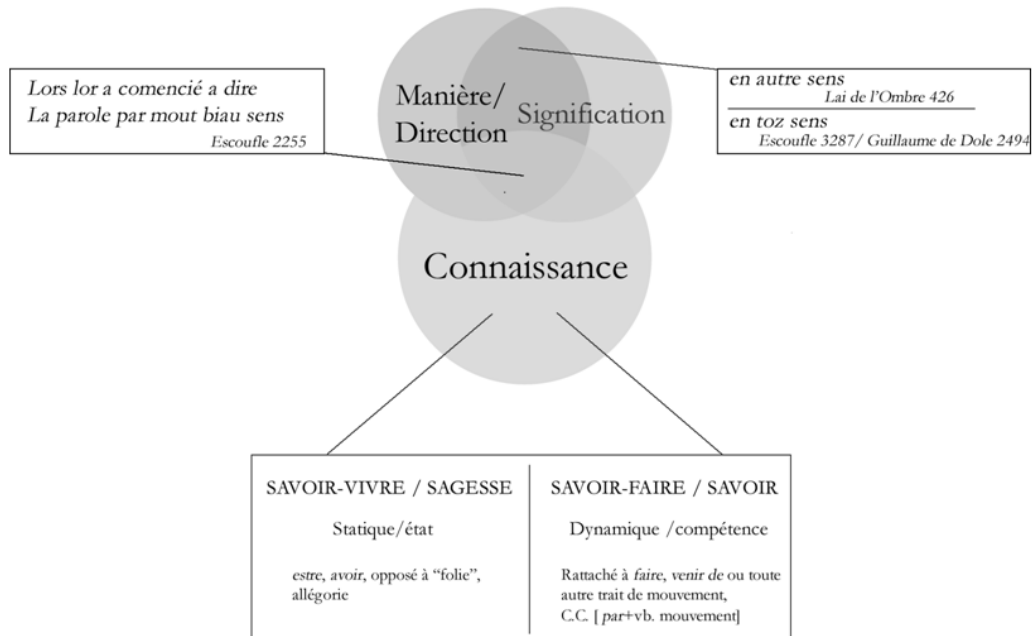 Lors lor a comencié a dire
La parole par mout biau sens
Escoufle 2255
Manière/
Direction
Signification
en autre sens
Lai de l'Ombre 426
en toz sens
Escoufle 3287/ Guillaume de Dole 2494
Connaissance
SAVOIR-VIVRE / SAGESSE
Statique/état
estre, avoir, opposé à “folie”,
allégorie
SAVOIR-FAIRE / SAVOIR
Dynamique /compétence
Rattaché à faire, venir de ou toute
autre trait de mouvement,
C.C. [ par+vb. mouvement]